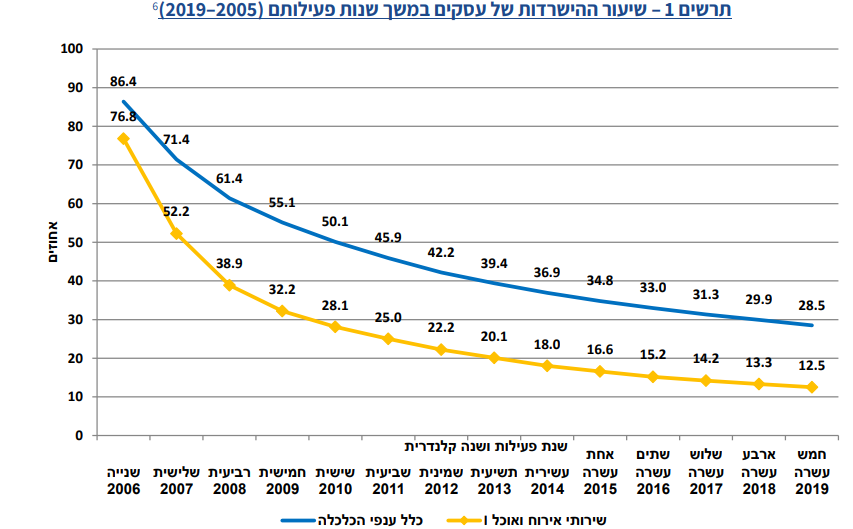 תרשים 1 – שיעור ההישרדות של עסקים במשך שנות פעילותם (2005–2019)6
אחוזים
100
90
80
70
60
50
40
30
20
10
0
86.4
71.4
61.4
55.1
50.1
45.9
42.2
39.4
36.9
34.8
33.0
31.3
29.9
28.5
76.8
52.2
38.9
32.2
28.1
25.0
22.2
20.1
18.0
16.6
15.2
14.2
13.3
12.5
שנת פעילות ושנה קלנדרית
שנייה
2006
שלישית
2007
רביעית
2008
חמישית
2009
שישית
2010
שביעית
2011
שמינית
2012
תשיעית
2013
עשירית
2014
אחת
עשרה
2015
שתים
עשרה
2016
שלוש
עשרה
2017
ארבע
עשרה
2018
חמש
עשרה
2019
כלל ענפי הכלכלה
שירותי אירוח ואוכל I